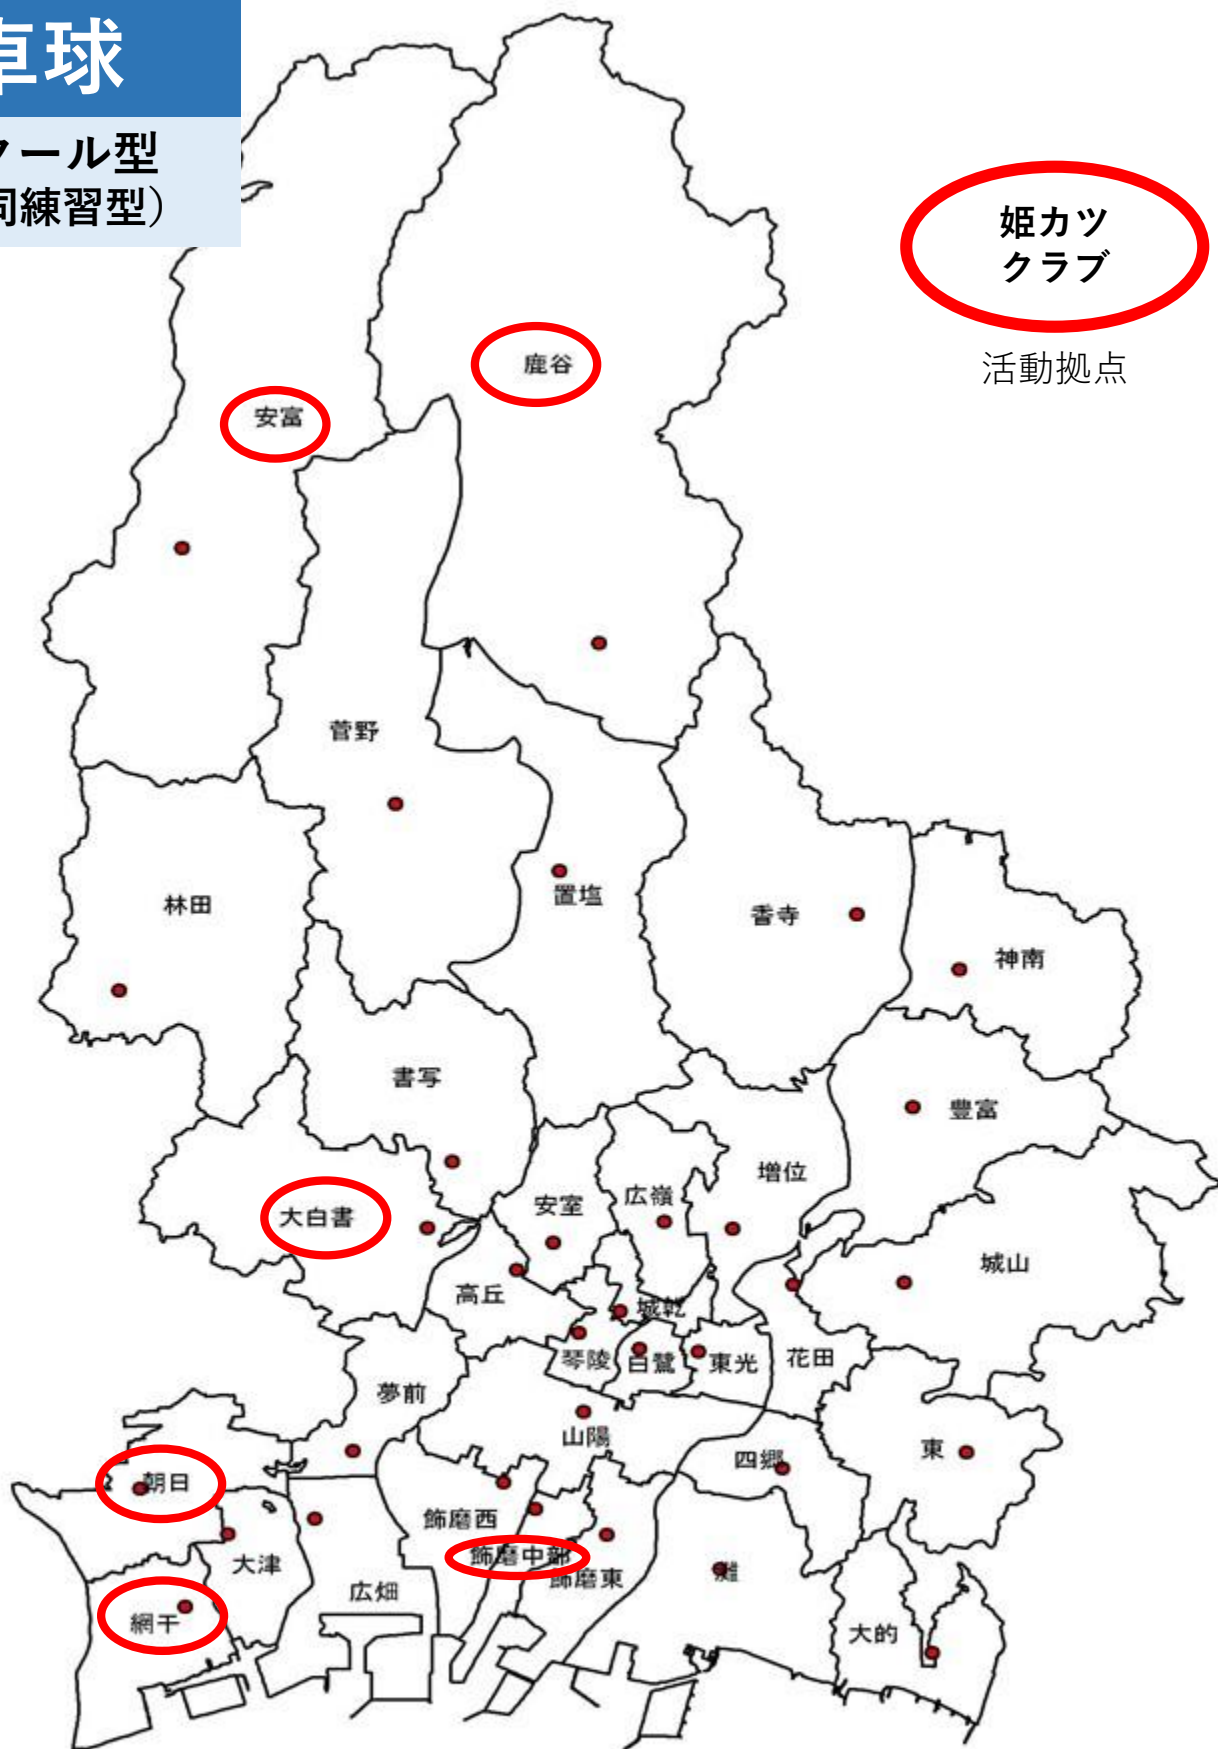 卓球
クール型
同練習型）
姫カツ
クラブ
活動拠点
鹿谷
安富
菅野
置塩
林田
香寺
神南
書写
豊富
増位
広嶺
安室
大白書
城山
高丘
城乾
琴陵
白鷺
東光
花田
夢前
山陽
四郷
東
朝日
飾磨西
飾磨中部
飾磨東
大津
広畑
灘
網干
大的